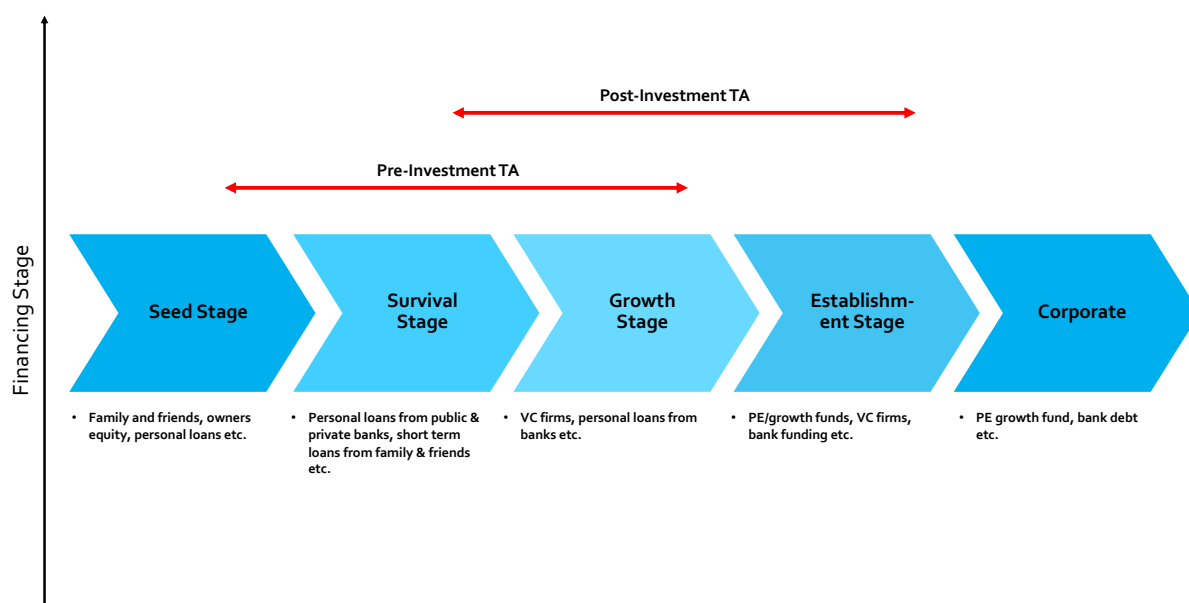 Post-Investment TA
Pre-Investment TA
Financing Stage
Seed Stage
Survival
Stage
Growth
Stage
Establishm-
ent Stage
Corporate
• Family and friends, owners
equity, personal loans etc.
• Personal loans from public &
private banks, short term
loans from family & friends
etc.
• VC firms, personal loans from
banks etc.
• PE/growth funds, VC firms,
bank funding etc.
• PE growth fund, bank debt
etc.